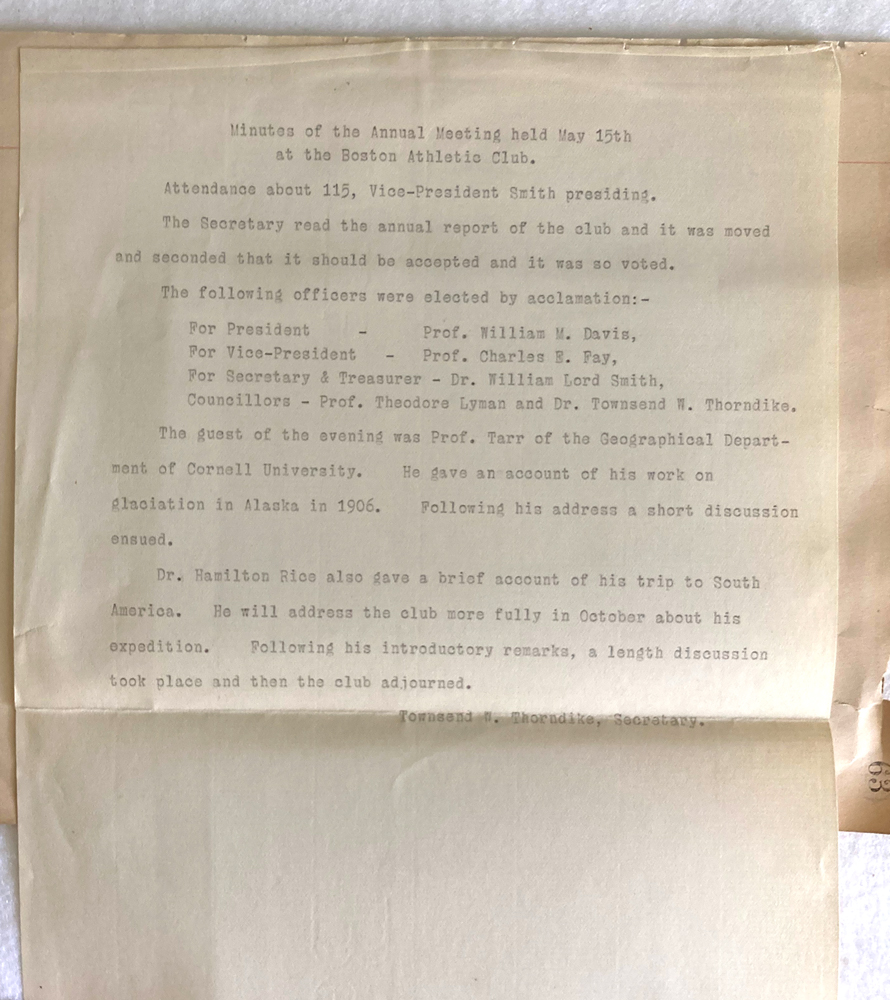 Minutes of the Annual Meeting held May 15th
at the Boston Athletic Club.
Attendance about 115, Vice-President Smith presiding.
The Secretary read the annual report of the club and it was moved
and seconded that it should be accepted and it was so voted.
The following officers were elected by acclamation:-
For President - Prof. William M. Davis,
For Vice-President - Prof. Charles E. Fay,
For Secretary & Treasurer - Dr. William Lord Smith,
Councillors - Prof. Theodore Lyman and Dr. Townsend W. Thorndike.
The guest of the evening was Prof. Tarr of the Geographical Depart-
ment of Cornell University. He gave an account of his work on
glaciation in Alaska in 1906. Following his address a short discussion
ensued.
Dr. Hamilton Rice also gave a brief account of his trip to South
America. He will address the club more fully in October about his
expedition. Following his introductory remarks, a length discussion
took place and then the club adjourned.
Townsend W. Thorndike, Secretary.
63